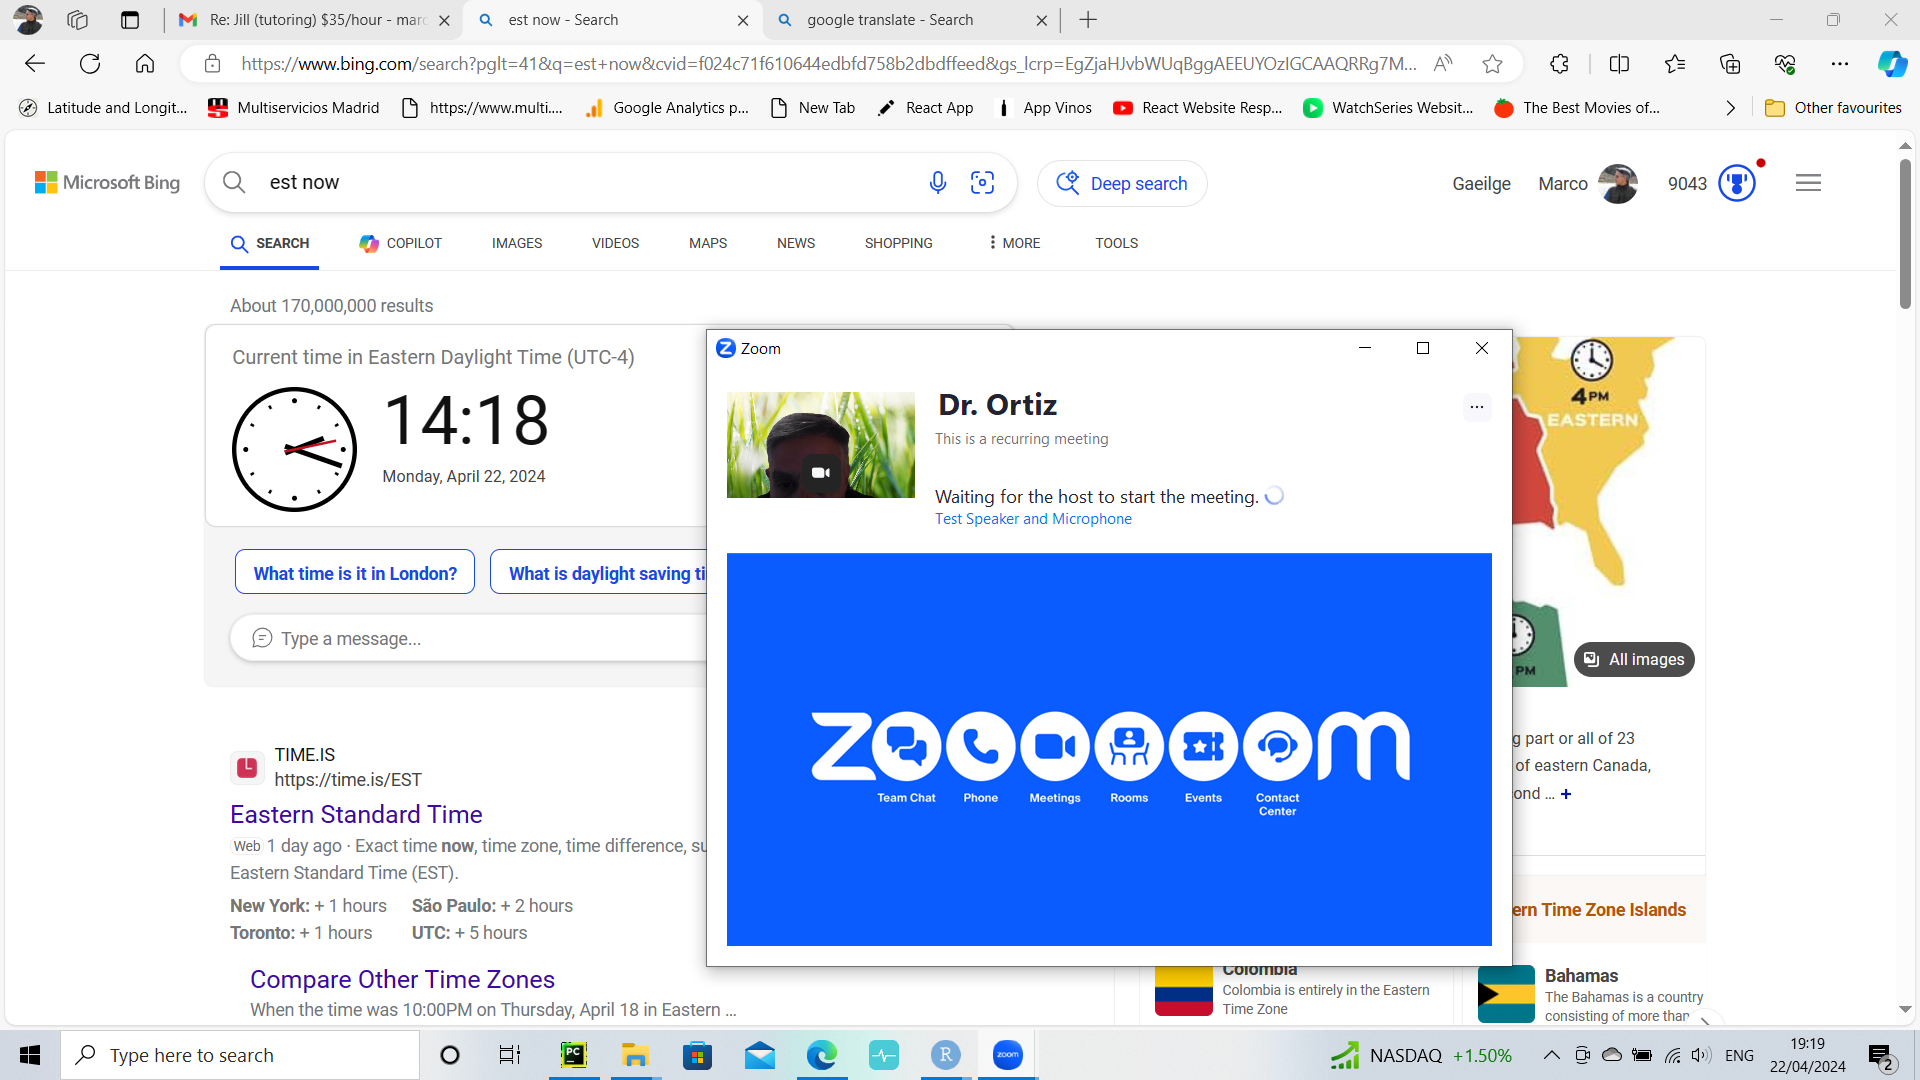 Re: Jill (tutoring) $35/hour - marc
est now - Search
google translate - Search
https://www.bing.com/search?pglt=41&q=est+now&cvid=f024c71f610644edbfd758b2dbdffeed&gs_lcrp=EgZjaHJvbWUqBggAEEUYOzIGCAAQRRg7M...
Latitude and Longit...
Multiservicios Madrid
https://www.multi....
Google Analytics p...
New Tab
React App
App Vinos
React Website Resp...
WatchSeries Websit...
The Best Movies of...
Other favourites
Microsoft Bing
est now
Deep search
Gaeilge
Marco
9043
SEARCH
COPILOT
IMAGES
VIDEOS
MAPS
NEWS
SHOPPING
MORE
TOOLS
About 170,000,000 results
Current time in Eastern Daylight Time (UTC-4)
14:18
Monday, April 22, 2024
What time is it in London?
What is daylight saving ti
Type a message...
Zoom
Dr. Ortiz
This is a recurring meeting
Waiting for the host to start the meeting.
Test Speaker and Microphone
zoom
Team Chat
Phone
Meetings
Rooms
Events
Contact
Center
4 PM
EASTERN
PM
All images
g part or all of 23
of eastern Canada,
ond ... +
ern Time Zone Islands
TIME.IS
https://time.is/EST
Eastern Standard Time
Web 1 day ago · Exact time now, time zone, time difference, su
Eastern Standard Time (EST).
New York: + 1 hours
São Paulo: + 2 hours
Toronto: + 1 hours
UTC: + 5 hours
Compare Other Time Zones
When the time was 10:00PM on Thursday, April 18 in Eastern ...
Colombia
Colombia is entirely in the Eastern
Time Zone
Bahamas
The Bahamas is a country
consisting of more than
Type here to search
PC
R
zoom
NASDAQ +1.50%
ENG
19:19
22/04/2024
2